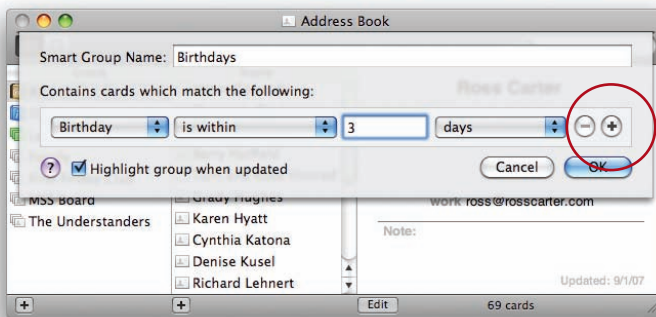 Address Book
Smart Group Name: Birthdays
Ross Carter
Contains cards which match the following:
Birthday is within 3 days
? Highlight group when updated Cancel OK
MSS Board
The Understanders
Grady Hughes
Karen Hyatt
Cynthia Katona
Denise Kusel
Richard Lehnert
work ross@rosscarter.com
Note:
Updated: 9/1/07
Edit 69 cards